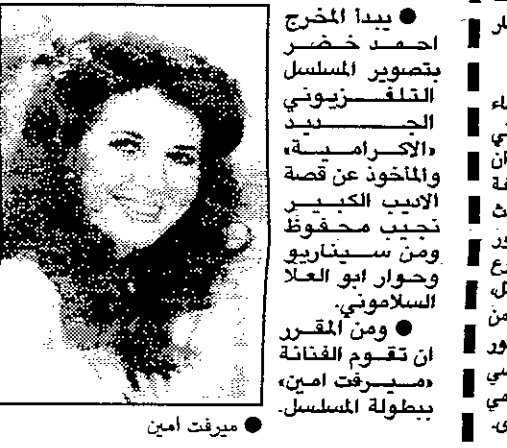 ● يبدأ المخرج
احمد خضر
بتصوير المسلسل
التلفزيوني
الجديد
«الاكرامية»
والماخوذ عن قصة
الاديب الكبير
نجيب محفوظ
ومن سيناريو
وحوار ابو العلا
السلاموني.
● ومن المقرر
ان تقوم الفنانة
«ميرفت امين»
ببطولة المسلسل.
● ميرفت امين